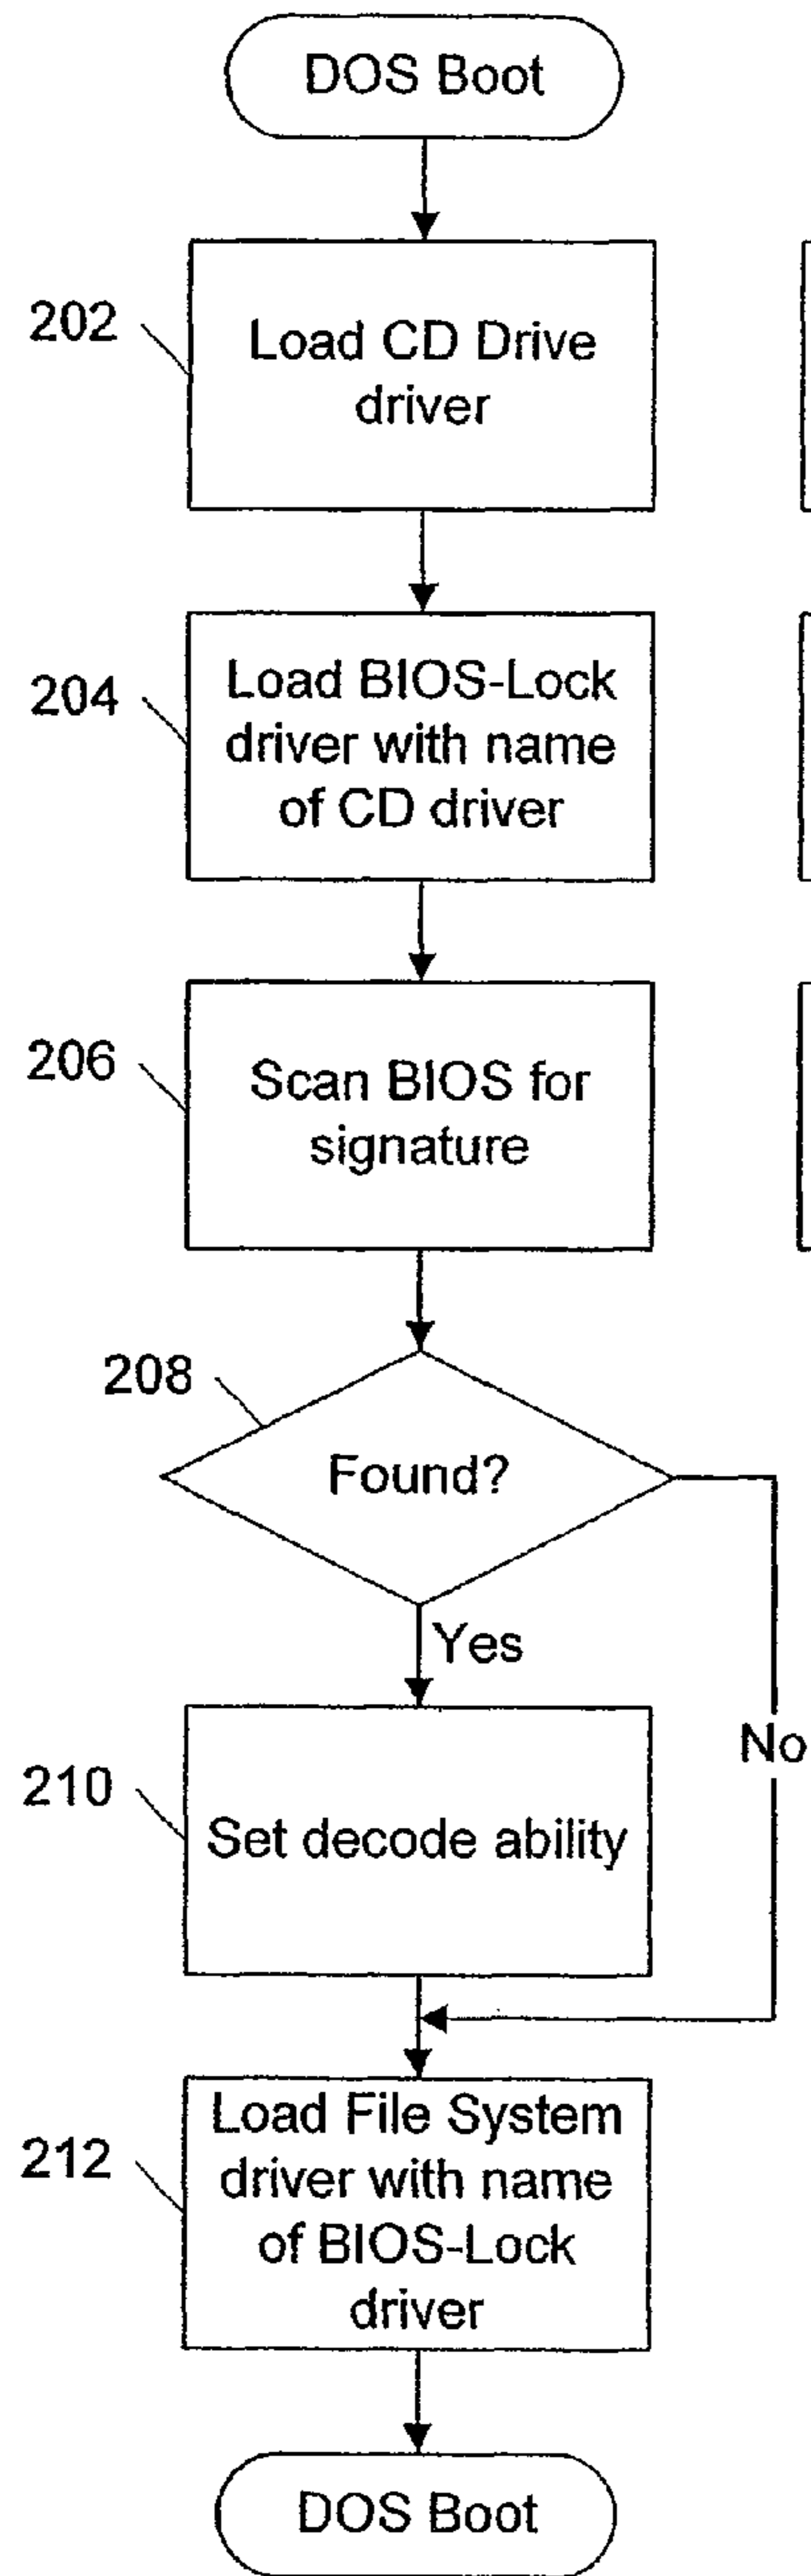 DOS Boot
202
Load CD Drive
driver
204
Load BIOS-Lock
driver with name
of CD driver
206
Scan BIOS for
signature
208
Found?
Yes
No
210
Set decode ability
212
Load File System
driver with name
of BIOS-Lock
driver
DOS Boot